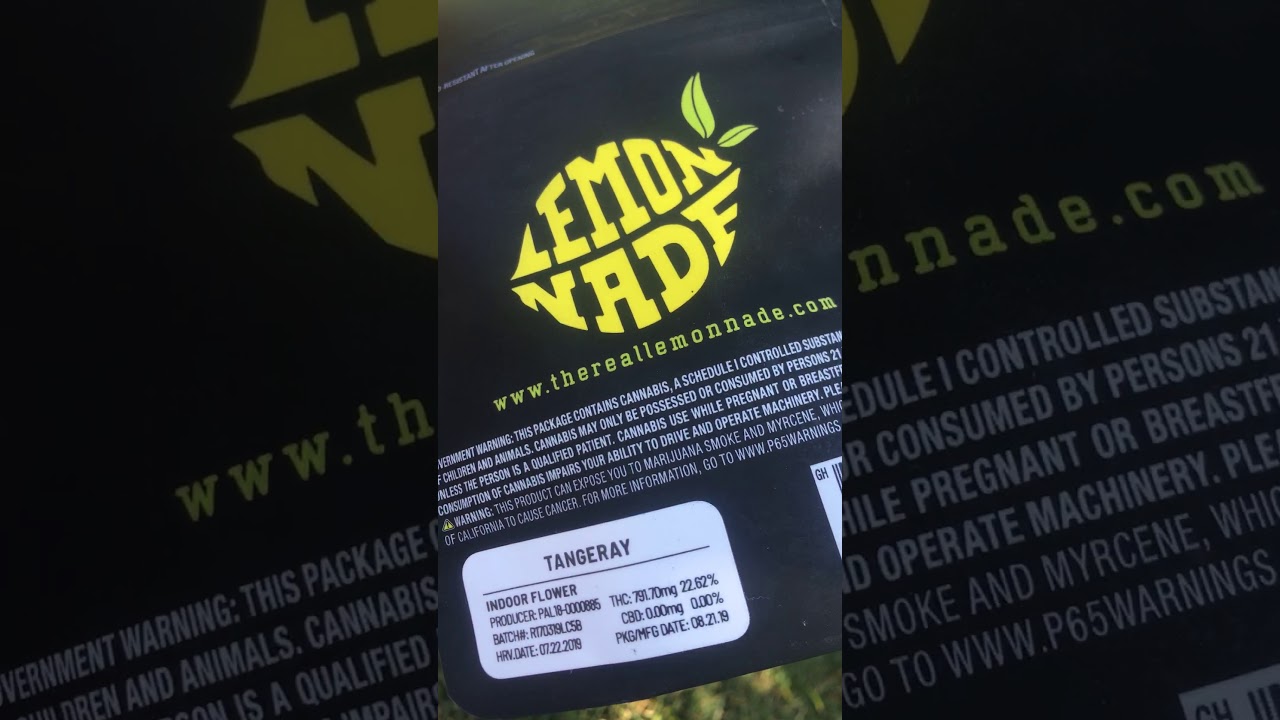 RESISTANT AFTER OPENING
LEMON
NADE
www.thereallemonnade.com
VERNMENT WARNING: THIS PACKAGE CONTAINS CANNABIS, A SCHEDULE I CONTROLLED SUBSTAN
F CHILDREN AND ANIMALS. CANNABIS MAY ONLY BE POSSESSED OR CONSUMED BY PERSONS 21
UNLESS THE PERSON IS A QUALIFIED PATIENT. CANNABIS USE WHILE PREGNANT OR BREASTF
CONSUMPTION OF CANNABIS IMPAIRS YOUR ABILITY TO DRIVE AND OPERATE MACHINERY. PLE
WARNING: THIS PRODUCT CAN EXPOSE YOU TO MARIJUANA SMOKE AND MYRCENE, WHIC
OF CALIFORNIA TO CAUSE CANCER. FOR MORE INFORMATION, GO TO WWW.P65WARNINGS.
GH
TANGERAY
INDOOR FLOWER
PRODUCER: PAL18-0000885
BATCH#: R170319LCSB
HRV.DATE: 07.22.2019
THC: 791.70mg 22.62%
CBD: 0.00mg 0.00%
PKG/MFG DATE: 08.21.19